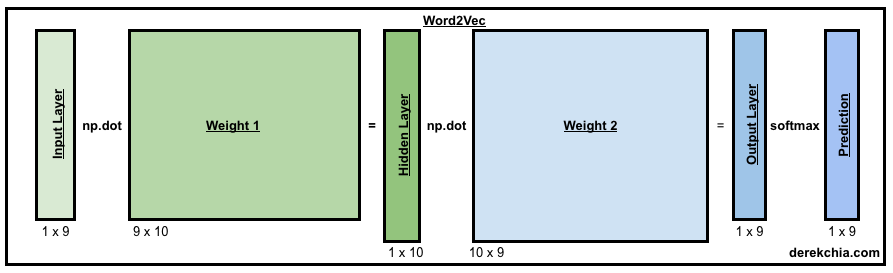 Word2Vec
Input Layer
np.dot
Weight 1
=
Hidden Layer
np.dot
Weight 2
=
Output Layer
softmax
Prediction
1 x 9
9 x 10
1 x 10
10 x 9
1 x 9
1 x 9
derekchia.com